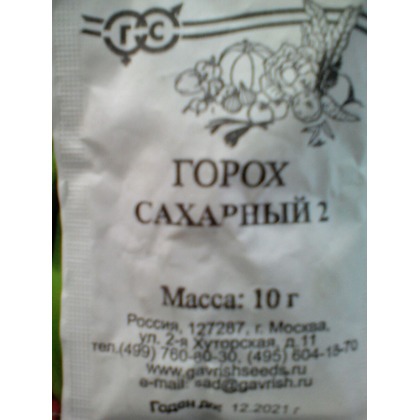 ГС
ГОРОХ
САХАРНЫЙ 2
Масса: 10 г
Россия, 127287, г. Москва,
ул. 2-я Хуторская, д.11
тел.(499) 760-80-30, (495) 604-18-70
www.gavrishseeds.ru
e-mail: sad@gavrish.ru
Годен до: 12.2021 г